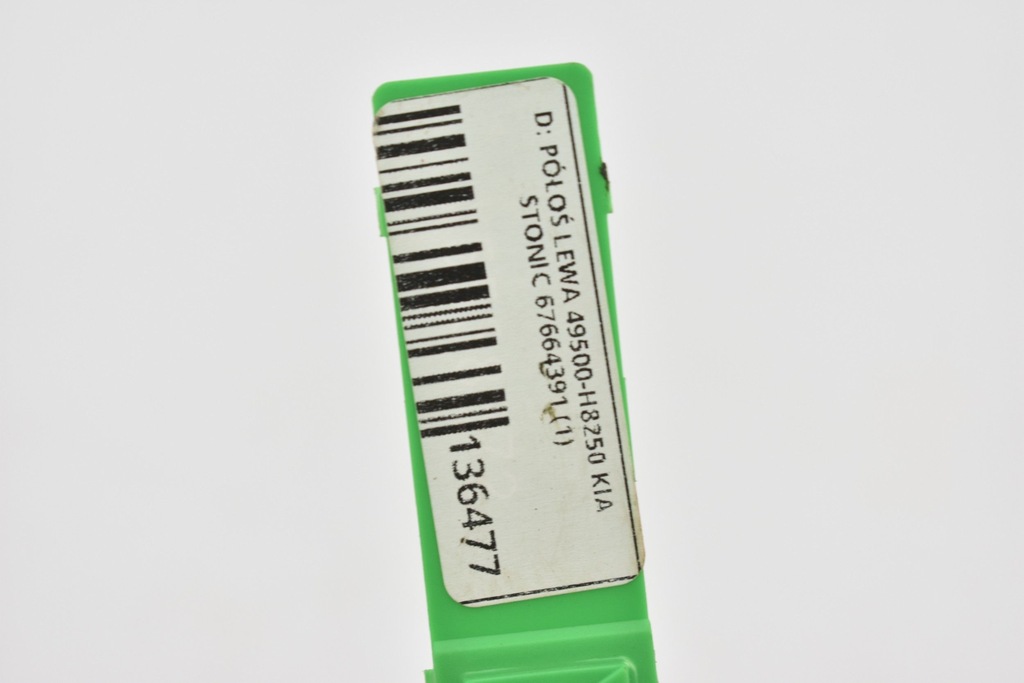 D: PÓŁOŚ LEWA 49500-H8250 KIA
STONIC 67664391 (1)
136477